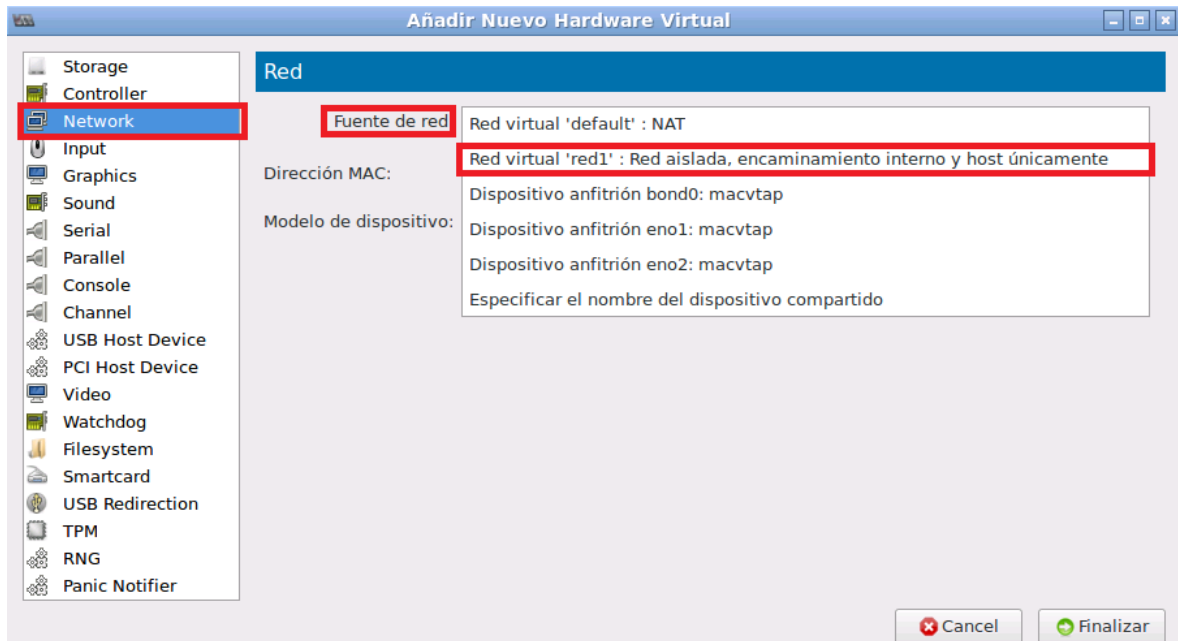 Añadir Nuevo Hardware Virtual
Storage
Controller
Network
Input
Graphics
Sound
Serial
Parallel
Console
Channel
USB Host Device
PCI Host Device
Video
Watchdog
Filesystem
Smartcard
USB Redirection
TPM
RNG
Panic Notifier
Red
Fuente de red
Dirección MAC:
Modelo de dispositivo:
Red virtual 'default' : NAT
Red virtual 'red1' : Red aislada, encaminamiento interno y host únicamente
Dispositivo anfitrión bond0: macvtap
Dispositivo anfitrión eno1: macvtap
Dispositivo anfitrión eno2: macvtap
Especificar el nombre del dispositivo compartido
Cancel
Finalizar